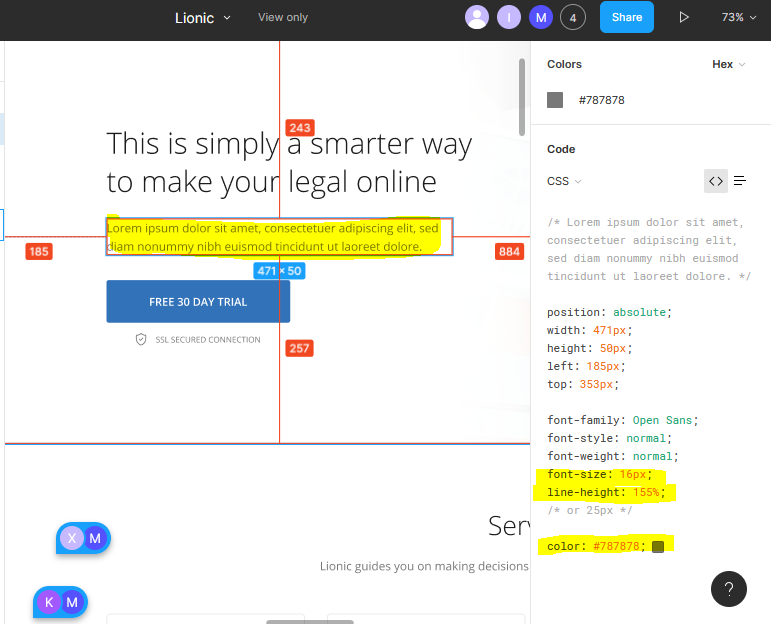 Lionic
View only
I
M
4
Share
73%
Colors
Hex
#787878
Code
CSS
243
This is simply a smarter way
to make your legal online
Lorem ipsum dolor sit amet, consectetuer adipiscing elit, sed
diam nonummy nibh euismod tincidunt ut laoreet dolore.
185
884
471 × 50
FREE 30 DAY TRIAL
SSL SECURED CONNECTION
257
X M
K M
Serv
Lionic guides you on making decisions
/* Lorem ipsum dolor sit amet,
consectetuer adipiscing elit,
sed diam nonummy nibh euismod
tincidunt ut laoreet dolore. */
position: absolute;
width: 471px;
height: 50px;
left: 185px;
top: 353px;
font-family: Open Sans;
font-style: normal;
font-weight: normal;
font-size: 16px;
line-height: 155%;
/* or 25px */
color: #787878;
?